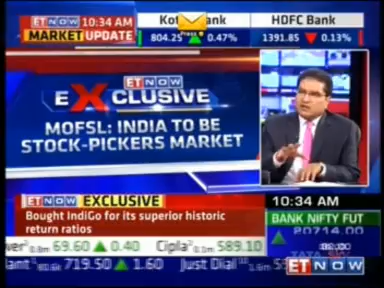 ET NOW 10:34 AM
MARKET UPDATE
Press
HDFC Bank
804.25 0.47%
1391.85 0.13%
ET NOW
EXCLUSIVE
MOFSL: INDIA TO BE
STOCK-PICKERS MARKET
ET NOW EXCLUSIVE
Bought IndiGo for its superior historic
return ratios
10:34 AM
BANK NIFTY FUT
20714.00
69.60 0.40 Cipla 589.10
TATA SKY
719.50 1.60 Just Dial
ET NOW